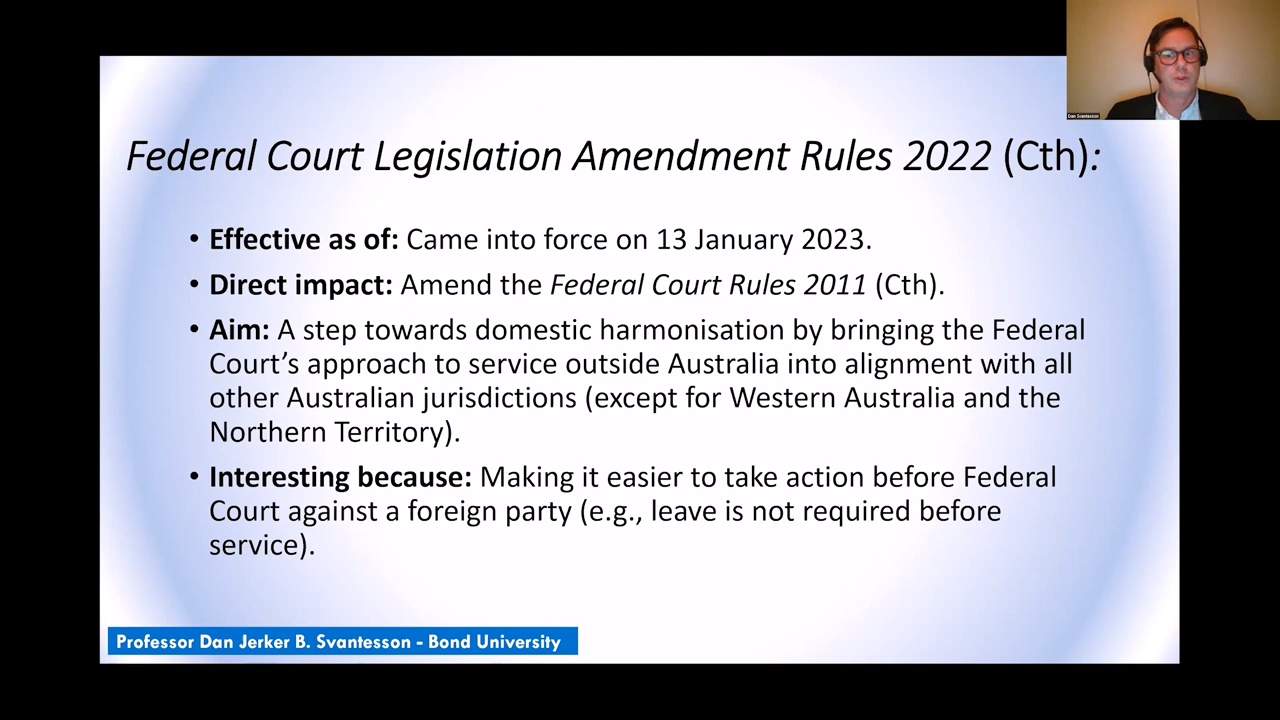 Dan Svantesson
Federal Court Legislation Amendment Rules 2022 (Cth):
• Effective as of: Came into force on 13 January 2023.
• Direct impact: Amend the Federal Court Rules 2011 (Cth).
• Aim: A step towards domestic harmonisation by bringing the Federal
Court’s approach to service outside Australia into alignment with all
other Australian jurisdictions (except for Western Australia and the
Northern Territory).
• Interesting because: Making it easier to take action before Federal
Court against a foreign party (e.g., leave is not required before
service).
Professor Dan Jerker B. Svantesson - Bond University